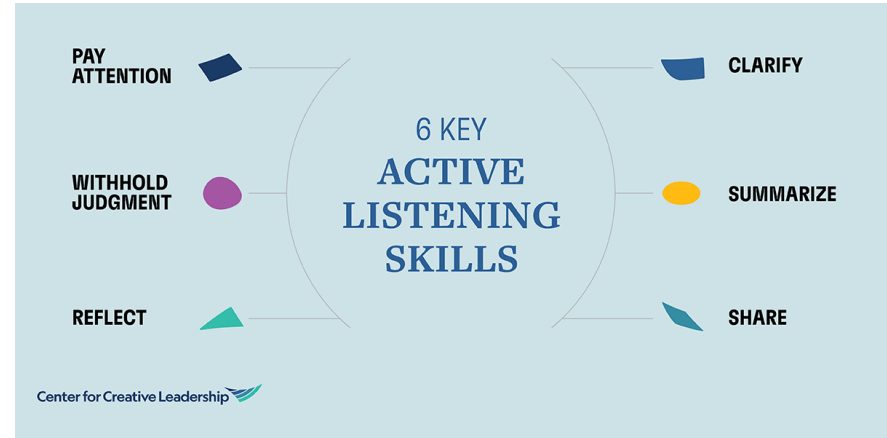 PAY
ATTENTION
WITHHOLD
JUDGMENT
REFLECT
6 KEY
ACTIVE
LISTENING
SKILLS
CLARIFY
SUMMARIZE
SHARE
Center for Creative Leadership